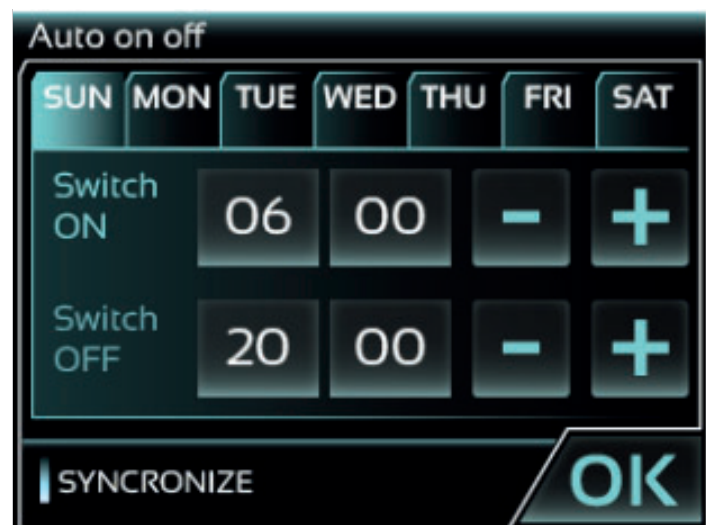 Auto on off
SUN MON TUE WED THU FRI SAT
Switch
ON
06 00 - +
Switch
OFF
20 00 - +
SYNCRONIZE
OK